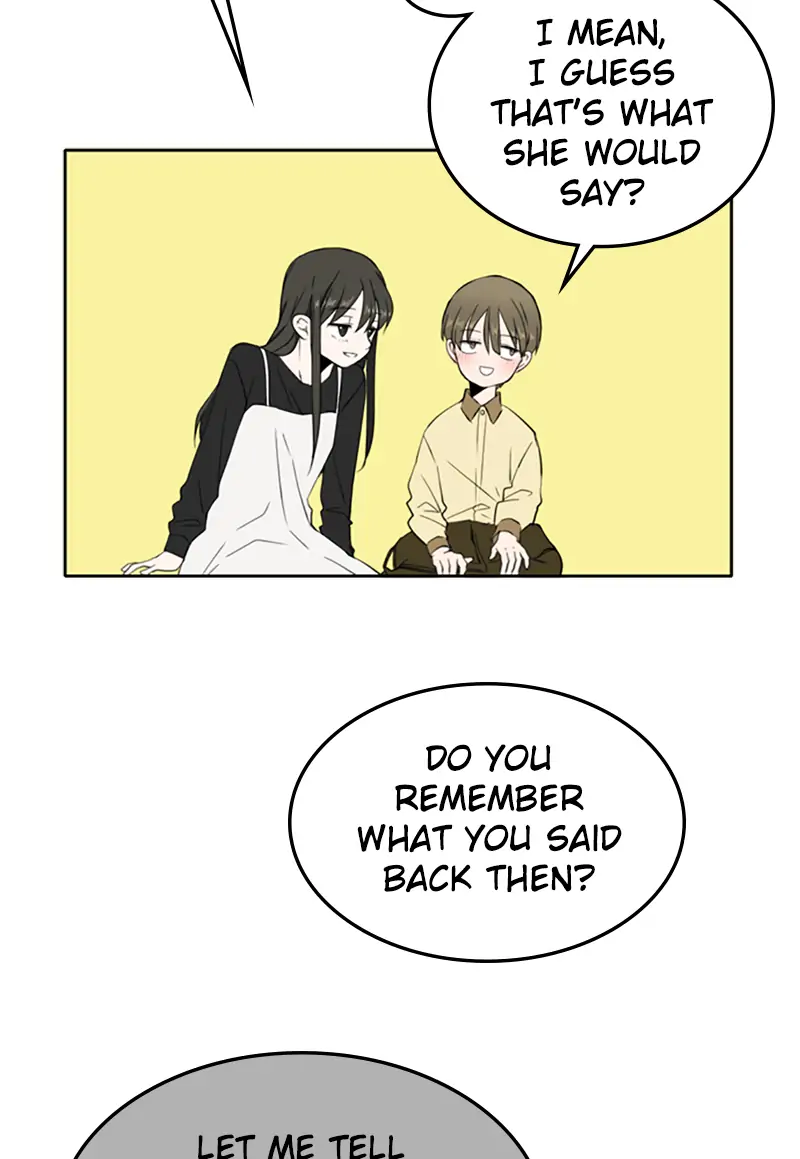 I MEAN,
I GUESS
THAT'S WHAT
SHE WOULD
SAY?
DO YOU
REMEMBER
WHAT YOU SAID
BACK THEN?
LET ME TELL